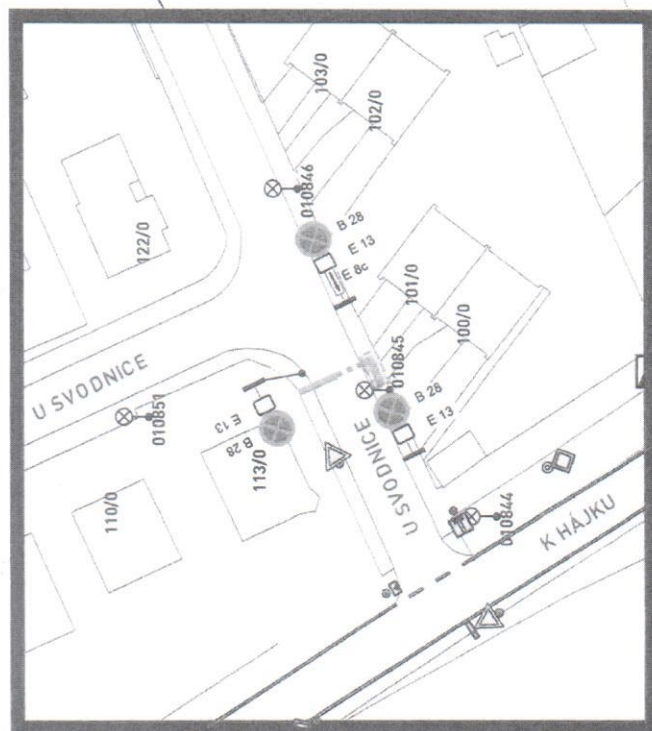 103/0
102/0
010846
B 28
E 13
E 8c
122/0
101/0
100/0
010845
B 28
E 13
U SVODNICE
010851
E 13
B 28
113/0
U SVODNICE
110/0
010844
K HÁJKU